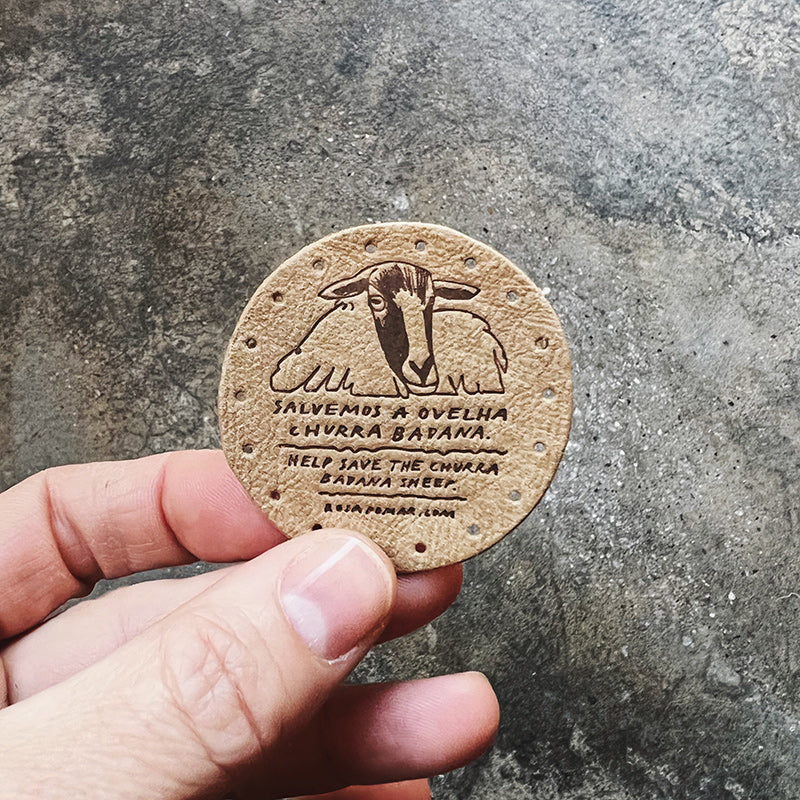 SALVEMOS A OVELHA
CHURRA BADANA.
HELP SAVE THE CHURRA
BADANA SHEEP.
ROSAPOMAR.COM